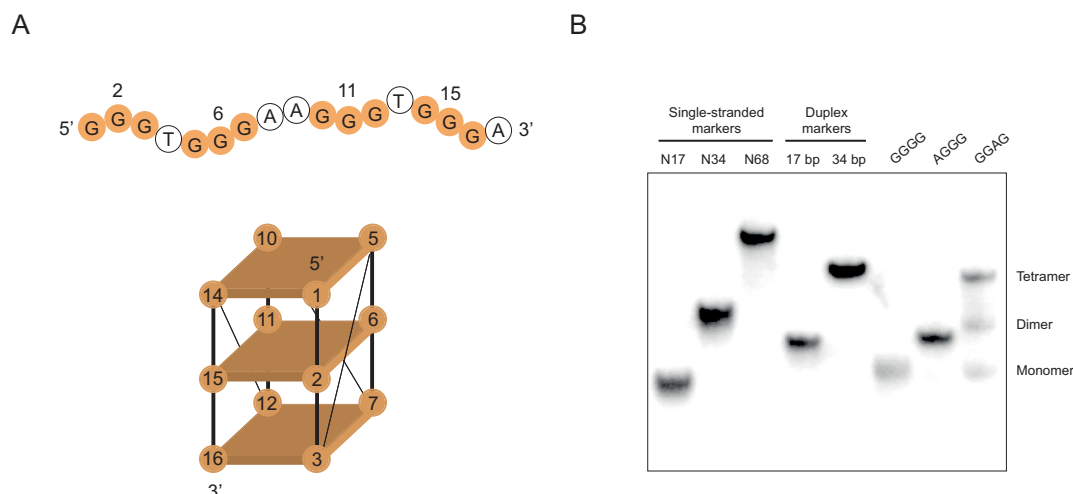 A
B
2 6 11 15
5' G G G T G G G A A G G G T G G G A 3'
10 5
5'
14 1
11 6
15 2
12 7
16 3
3'
Single-stranded markers
Duplex markers
N17 N34 N68 17 bp 34 bp GGGG AGGG GGAG
Tetramer
Dimer
Monomer